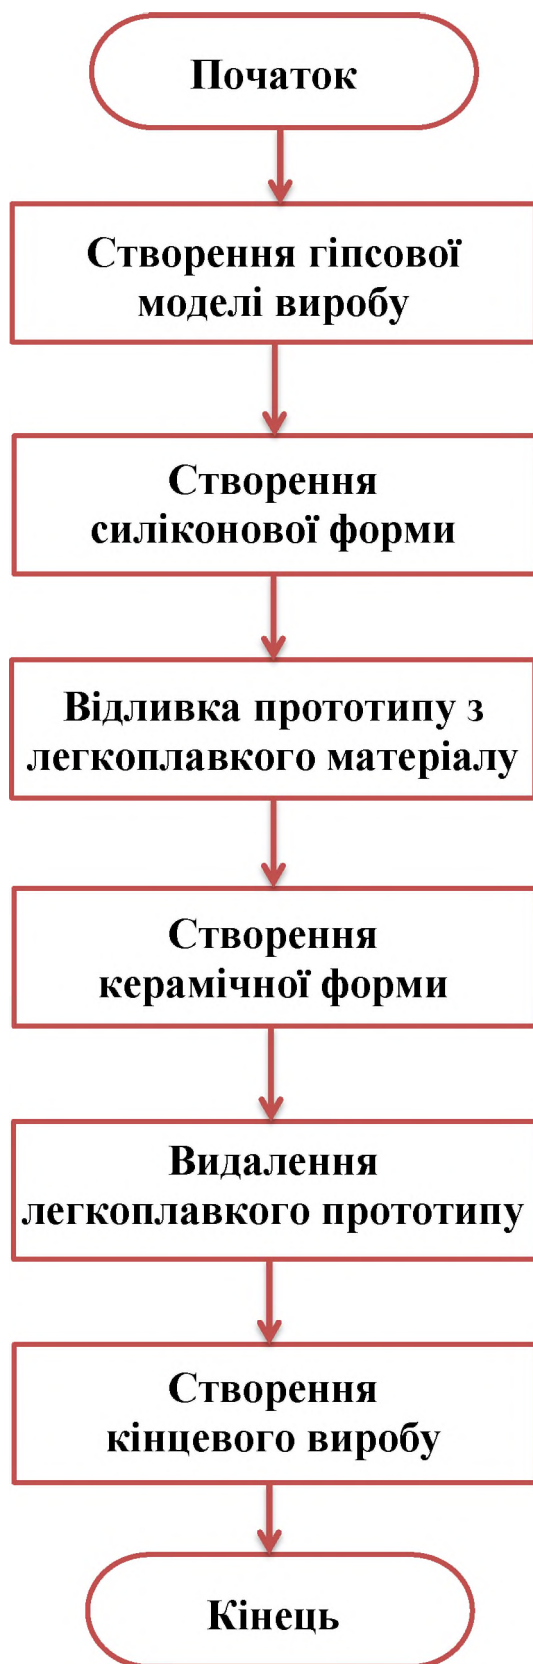 Початок
Створення гіпсової
моделі виробу
Створення
силіконової форми
Відливка прототипу з
легкоплавкого матеріалу
Створення
керамічної форми
Видалення
легкоплавкого прототипу
Створення
кінцевого виробу
Кінець